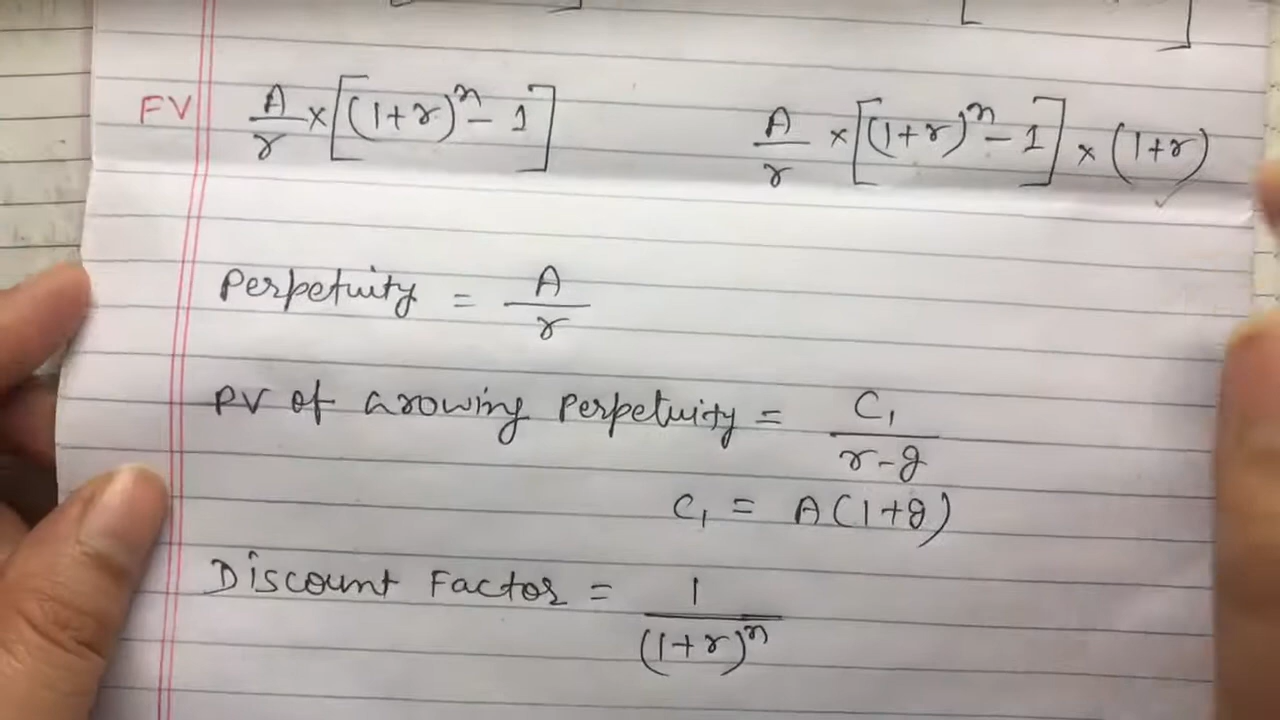 FV A/r × [(1+r)^n - 1] A/r × [(1+r)^n - 1] × (1+r)
Perpetuity = A/r
PV of Growing Perpetuity = C₁/r-g
C₁ = A(1+g)
Discount Factor = 1/(1+r)^n